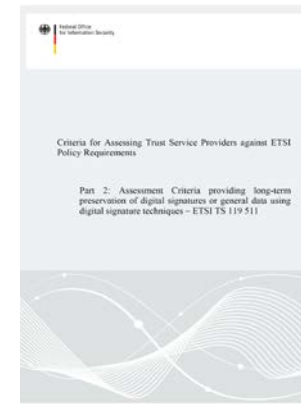 Federal Office
for Information Security
Criteria for Assessing Trust Service Providers against ETSI
Policy Requirements
Part 2: Assessment Criteria providing long-term
preservation of digital signatures or general data using
digital signature techniques – ETSI TS 119 511